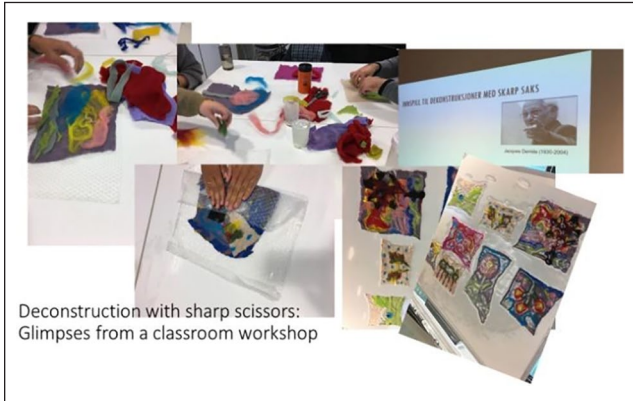 INNSPILL TIL DEKONSTRUKSJONER MED SKARP SAKS
Jacques Derrida (1930-2004)
Deconstruction with sharp scissors:
Glimpses from a classroom workshop